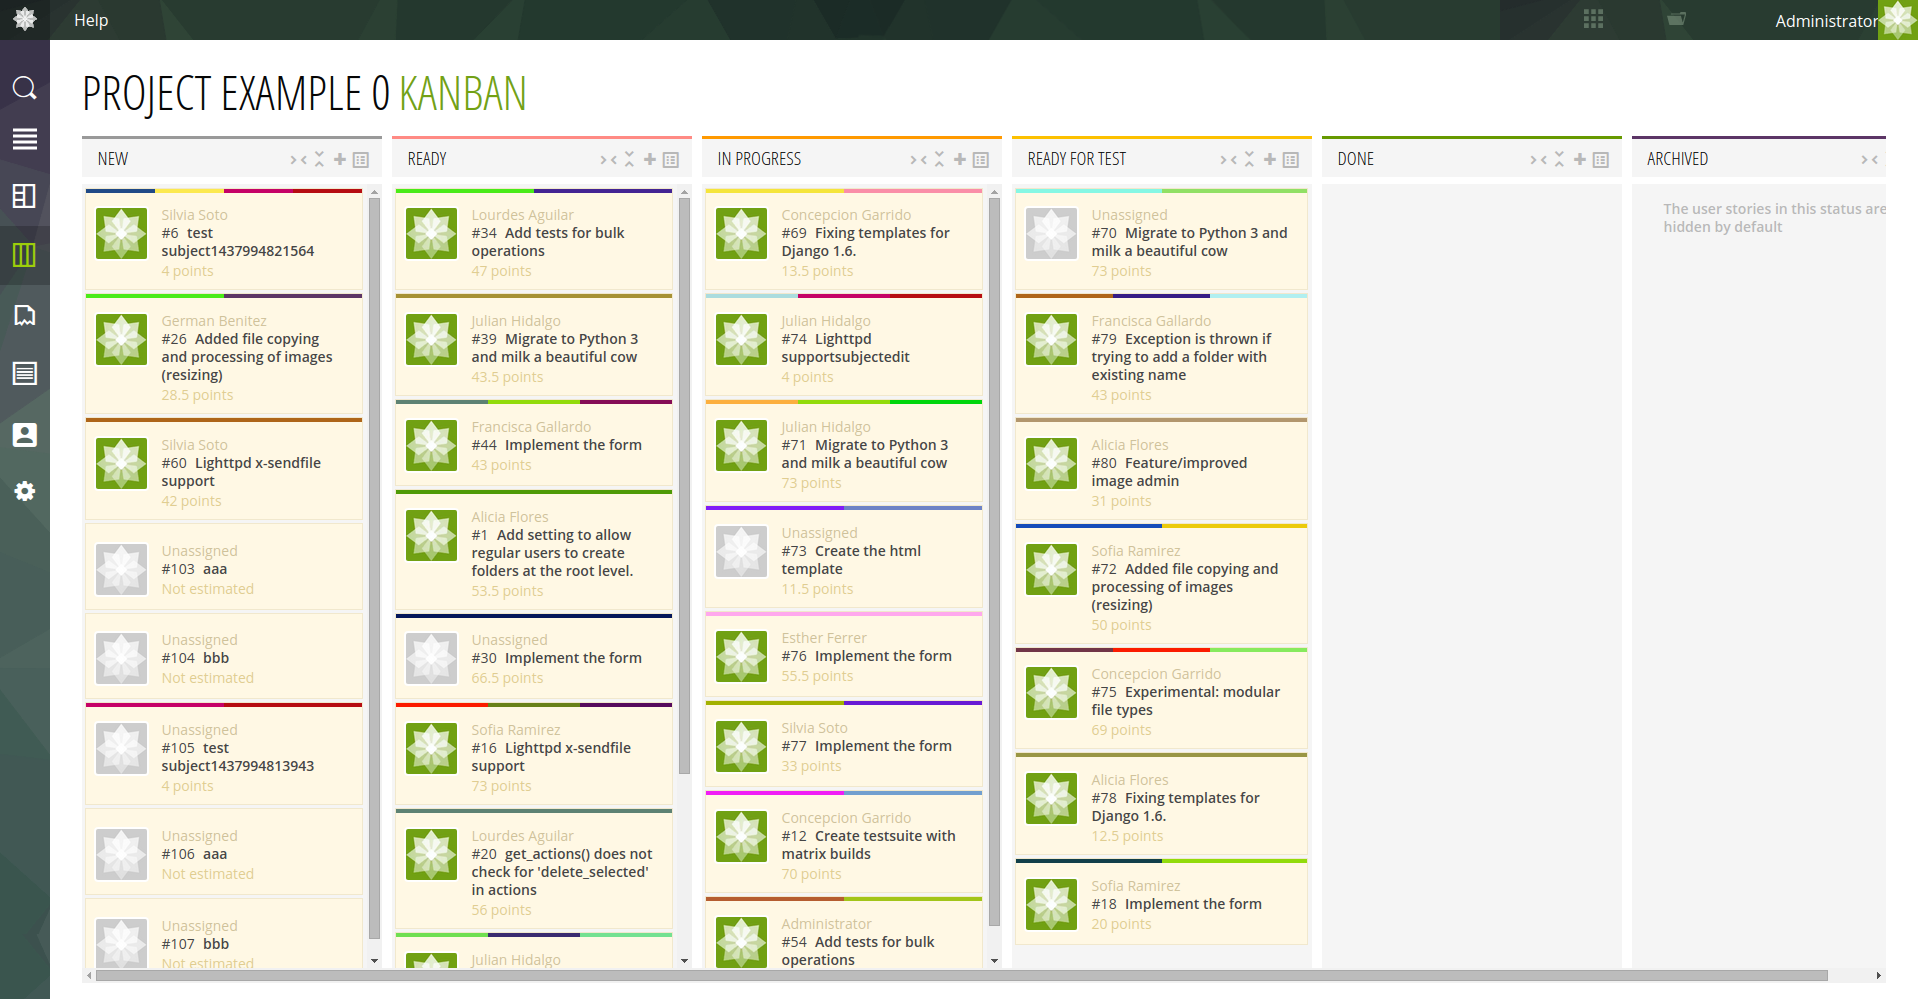 Help
Administrator
PROJECT EXAMPLE 0 KANBAN
NEW
Silvia Soto
#6 test
subject1437994821564
4 points
German Benitez
#26 Added file copying
and processing of images
(resizing)
28.5 points
Silvia Soto
#60 Lighttpd x-sendfile
support
42 points
Unassigned
#103 aaa
Not estimated
Unassigned
#104 bbb
Not estimated
Unassigned
#105 test
subject1437994813943
4 points
Unassigned
#106 aaa
Not estimated
Unassigned
#107 bbb
Not estimated
READY
Lourdes Aguilar
#34 Add tests for bulk
operations
47 points
Julian Hidalgo
#39 Migrate to Python 3
and milk a beautiful cow
43.5 points
Francisca Gallardo
#44 Implement the form
43 points
Alicia Flores
#1 Add setting to allow
regular users to create
folders at the root level.
53.5 points
Unassigned
#30 Implement the form
66.5 points
Sofia Ramirez
#16 Lighttpd x-sendfile
support
73 points
Lourdes Aguilar
#20 get_actions() does not
check for 'delete_selected'
in actions
56 points
Julian Hidalgo
IN PROGRESS
Concepcion Garrido
#69 Fixing templates for
Django 1.6.
13.5 points
Julian Hidalgo
#74 Lighttpd
supportsubjectedit
4 points
Julian Hidalgo
#71 Migrate to Python 3
and milk a beautiful cow
73 points
Unassigned
#73 Create the html
template
11.5 points
Esther Ferrer
#76 Implement the form
55.5 points
Silvia Soto
#77 Implement the form
33 points
Concepcion Garrido
#12 Create testsuite with
matrix builds
70 points
Administrator
#54 Add tests for bulk
operations
READY FOR TEST
Unassigned
#70 Migrate to Python 3 and
milk a beautiful cow
73 points
Francisca Gallardo
#79 Exception is thrown if
trying to add a folder with
existing name
43 points
Alicia Flores
#80 Feature/improved
image admin
31 points
Sofia Ramirez
#72 Added file copying and
processing of images
(resizing)
50 points
Concepcion Garrido
#75 Experimental: modular
file types
69 points
Alicia Flores
#78 Fixing templates for
Django 1.6.
12.5 points
Sofia Ramirez
#18 Implement the form
20 points
DONE
ARCHIVED
The user stories in this status are
hidden by default